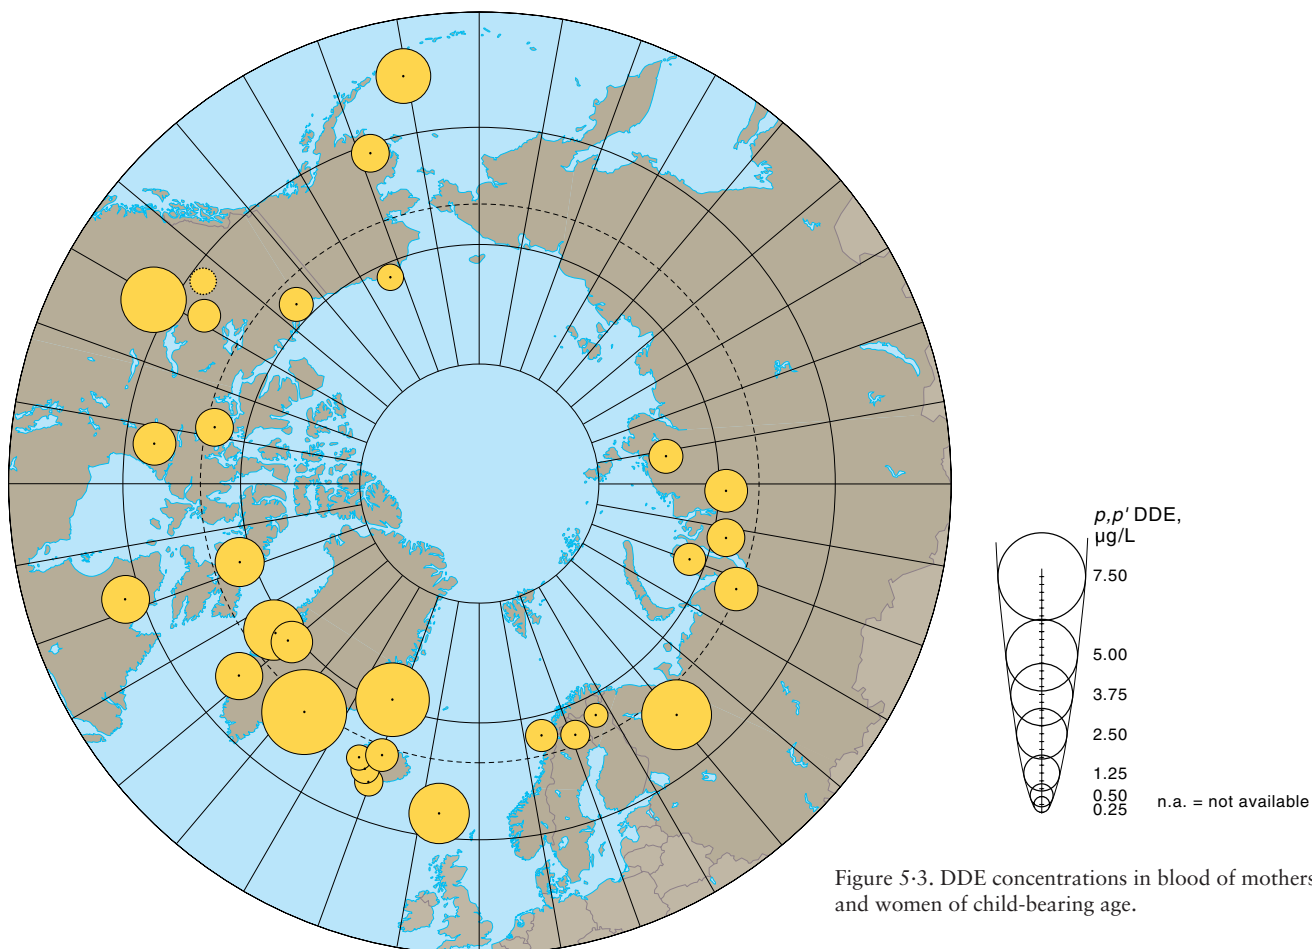 p,p' DDE,
µg/L
7.50
5.00
3.75
2.50
1.25
0.50
0.25
n.a. = not available
Figure 5·3. DDE concentrations in blood of mothers
and women of child-bearing age.